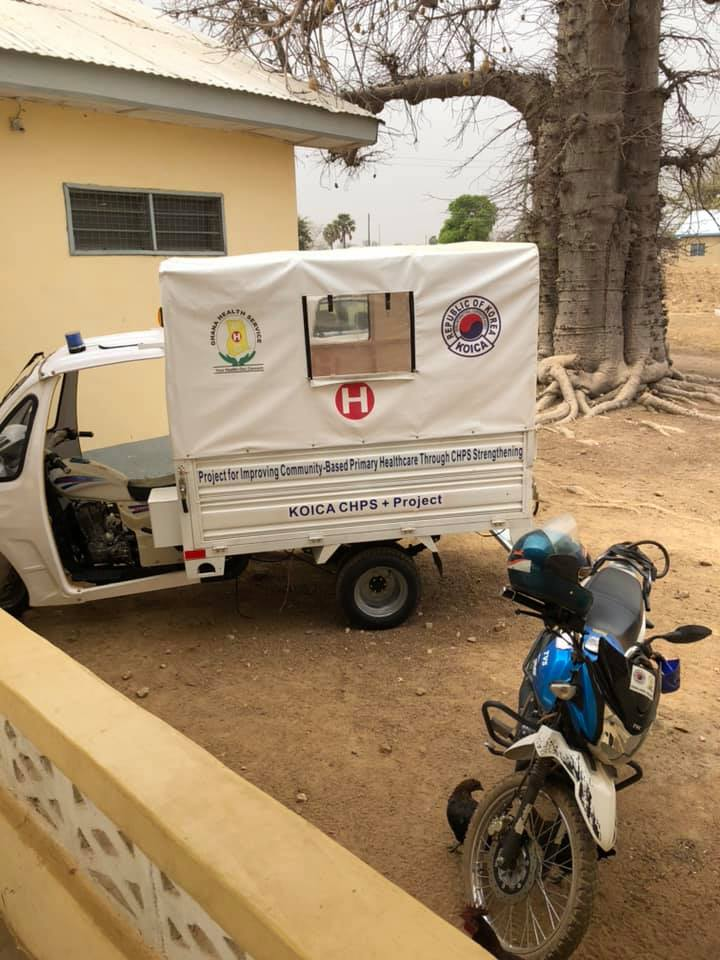 GHANA HEALTH SERVICE
H
Your Health-Our Concern
REPUBLIC OF KOREA
KOICA
H
Project for Improving Community-Based Primary Healthcare Through CHPS Strengthening
KOICA CHPS + Project
TVS